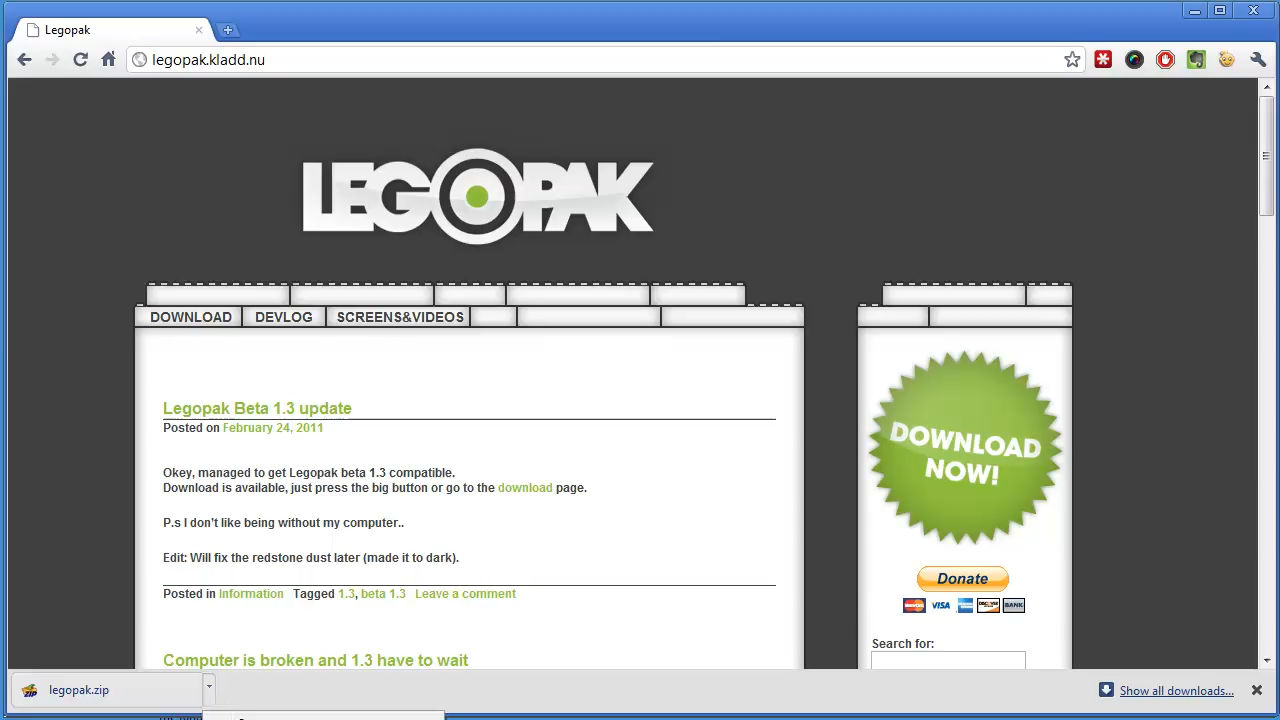 Legopak
legopak.kladd.nu
LEGOPAK
DOWNLOAD DEVLOG SCREENS&VIDEOS
Legopak Beta 1.3 update
Posted on February 24, 2011
Okey, managed to get Legopak beta 1.3 compatible.
Download is available, just press the big button or go to the download page.
P.s I don't like being without my computer..
Edit: Will fix the redstone dust later (made it to dark).
Posted in Information Tagged 1.3, beta 1.3 Leave a comment
Computer is broken and 1.3 have to wait
DOWNLOAD
NOW!
Donate
MasterCard VISA DISCOVER BANK
Search for:
ZIP legopak.zip
Show all downloads...